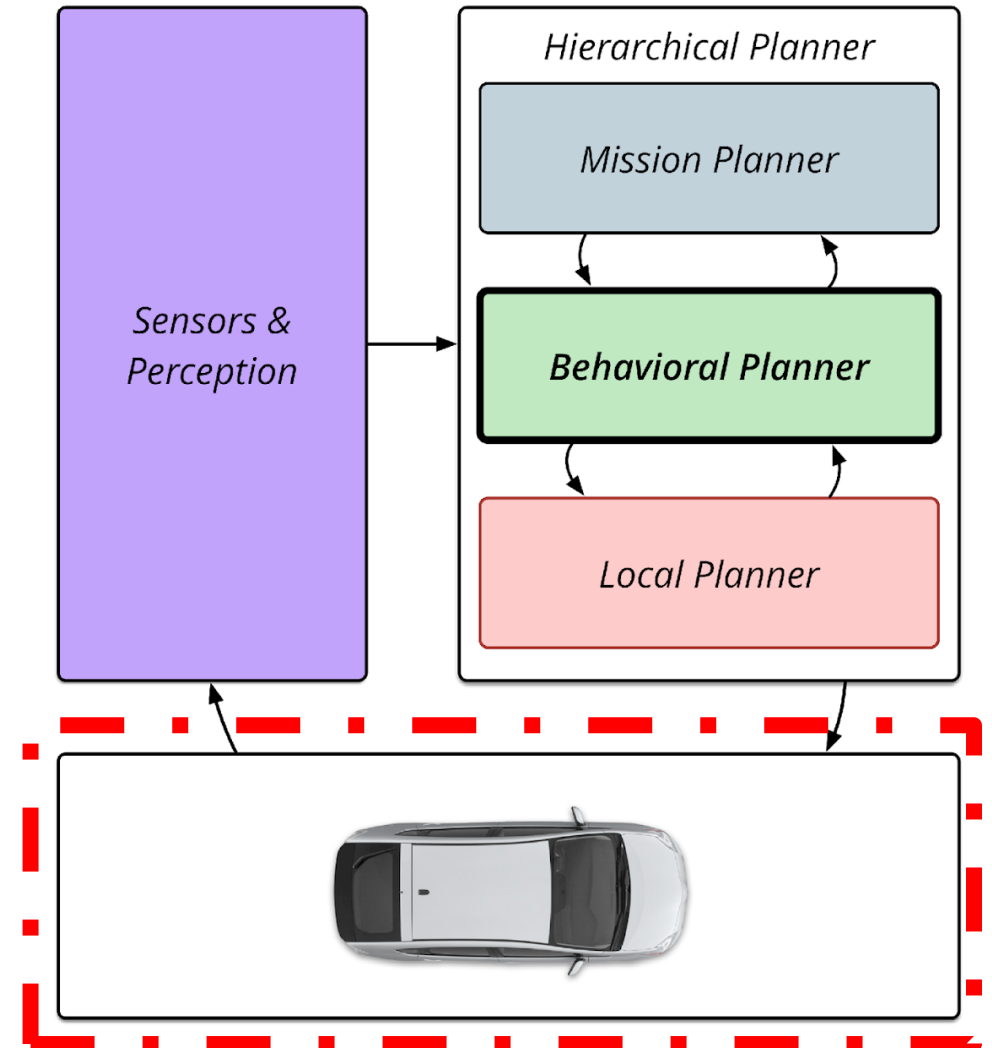 Sensors &
Perception
Hierarchical Planner
Mission Planner
Behavioral Planner
Local Planner